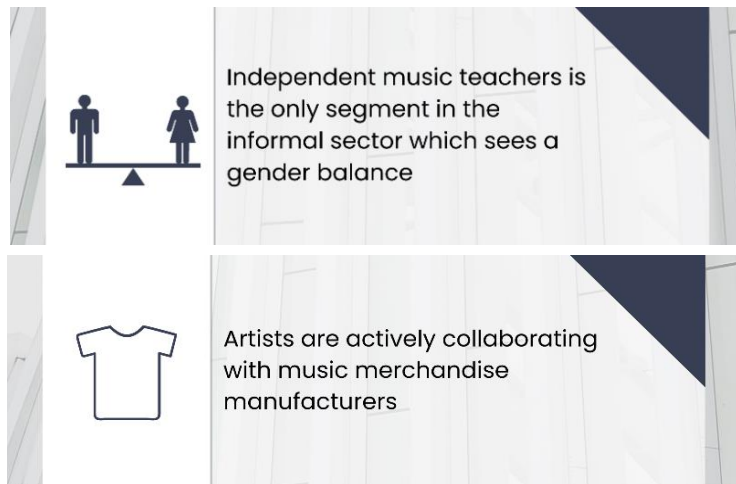 Independent music teachers is
the only segment in the
informal sector which sees a
gender balance
Artists are actively collaborating
with music merchandise
manufacturers